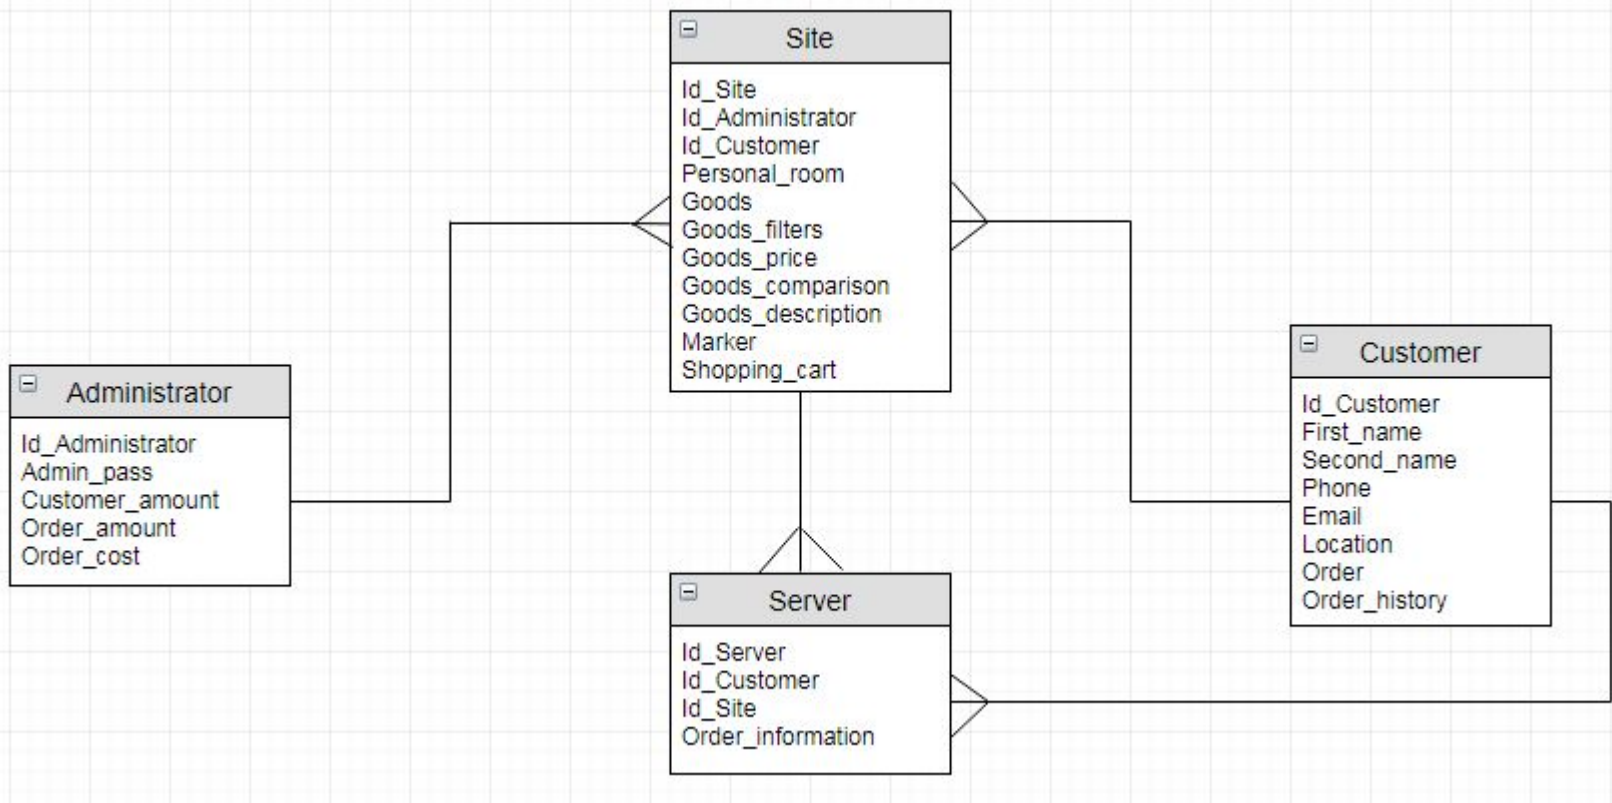 Site
Id_Site
Id_Administrator
Id_Customer
Personal_room
Goods
Goods_filters
Goods_price
Goods_comparison
Goods_description
Marker
Shopping_cart
Administrator
Id_Administrator
Admin_pass
Customer_amount
Order_amount
Order_cost
Customer
Id_Customer
First_name
Second_name
Phone
Email
Location
Order
Order_history
Server
Id_Server
Id_Customer
Id_Site
Order_information